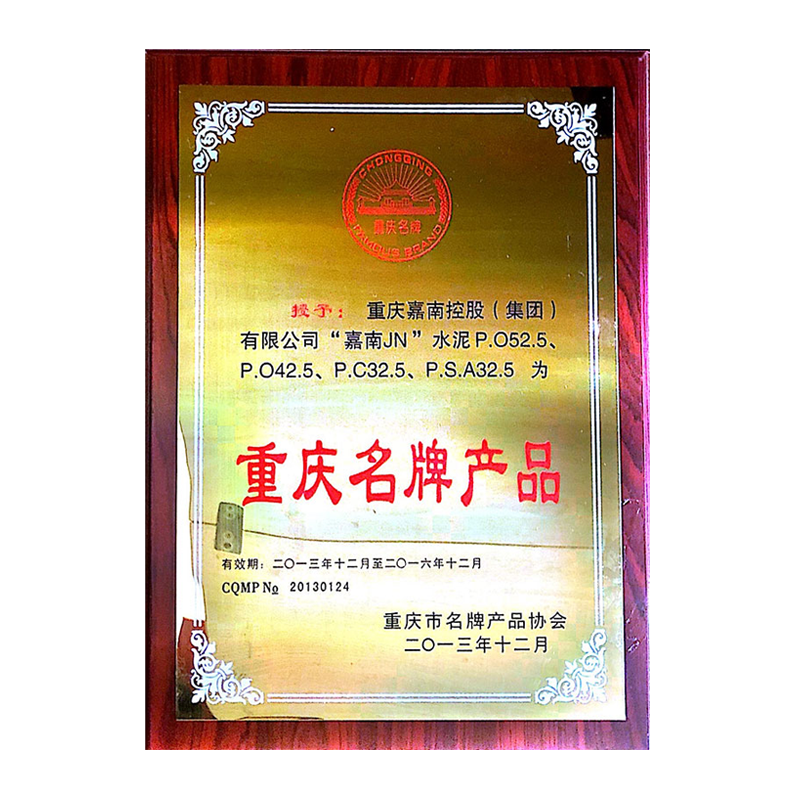 CHONGQING
重庆名牌
FAMOUS BRAND
授予：重庆嘉南控股（集团）
有限公司“嘉南JN”水泥P.O52.5、
P.O42.5、P.C32.5、P.S.A32.5 为
重庆名牌产品
有效期：二〇一三年十二月至二〇一六年十二月
CQMP No 20130124
重庆市名牌产品协会
二〇一三年十二月